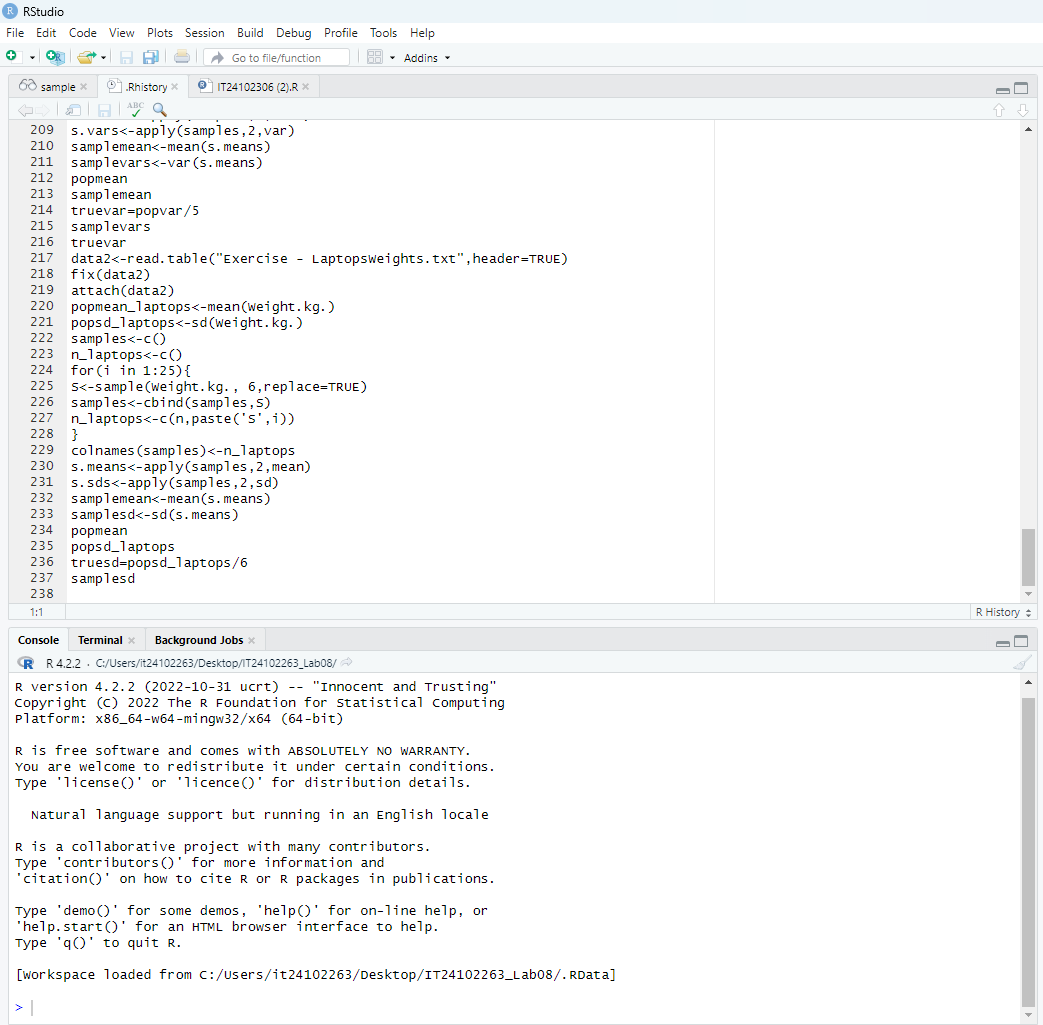 RStudio
File Edit Code View Plots Session Build Debug Profile Tools Help
Go to file/function Addins
sample .Rhistory IT24102306 (2).R
ABC
209 s.vars<-apply(samples,2,var)
210 samplemean<-mean(s.means)
211 samplevars<-var(s.means)
212 popmean
213 samplemean
214 truevar=popvar/5
215 samplevars
216 truevar
217 data2<-read.table("Exercise - LaptopsWeights.txt",header=TRUE)
218 fix(data2)
219 attach(data2)
220 popmean_laptops<-mean(Weight.kg.)
221 popsd_laptops<-sd(Weight.kg.)
222 samples<-c()
223 n_laptops<-c()
224 for(i in 1:25){
225 S<-sample(Weight.kg., 6,replace=TRUE)
226 samples<-cbind(samples,S)
227 n_laptops<-c(n,paste('S',i))
228 }
229 colnames(samples)<-n_laptops
230 s.means<-apply(samples,2,mean)
231 s.sds<-apply(samples,2,sd)
232 samplemean<-mean(s.means)
233 samplesd<-sd(s.means)
234 popmean
235 popsd_laptops
236 truesd=popsd_laptops/6
237 samplesd
238
1:1 R History
Console Terminal Background Jobs
R 4.2.2 · C:/Users/it24102263/Desktop/IT24102263_Lab08/
R version 4.2.2 (2022-10-31 ucrt) -- "Innocent and Trusting"
Copyright (C) 2022 The R Foundation for Statistical Computing
Platform: x86_64-w64-mingw32/x64 (64-bit)
R is free software and comes with ABSOLUTELY NO WARRANTY.
You are welcome to redistribute it under certain conditions.
Type 'license()' or 'licence()' for distribution details.
Natural language support but running in an English locale
R is a collaborative project with many contributors.
Type 'contributors()' for more information and
'citation()' on how to cite R or R packages in publications.
Type 'demo()' for some demos, 'help()' for on-line help, or
'help.start()' for an HTML browser interface to help.
Type 'q()' to quit R.
[Workspace loaded from C:/Users/it24102263/Desktop/IT24102263_Lab08/.RData]
>